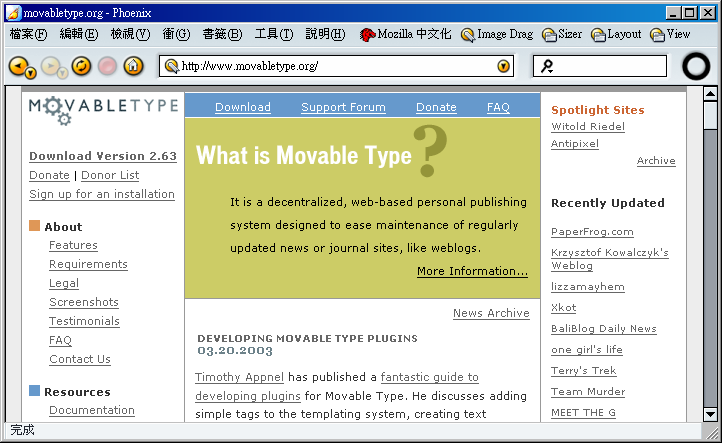 movabletype.org - Phoenix
檔案(F) 編輯(E) 檢視(V) 衝(G) 書籤(B) 工具(T) 說明(H) Mozilla 中文化 Image Drag Sizer Layout View
http://www.movabletype.org/
MOVABLETYPE
Download Version 2.63
Donate | Donor List
Sign up for an installation
About
Features
Requirements
Legal
Screenshots
Testimonials
FAQ
Contact Us
Resources
Documentation
Download Support Forum Donate FAQ
What is Movable Type ?
It is a decentralized, web-based personal publishing
system designed to ease maintenance of regularly
updated news or journal sites, like weblogs.
More Information...
News Archive
DEVELOPING MOVABLE TYPE PLUGINS
03.20.2003
Timothy Appnel has published a fantastic guide to
developing plugins for Movable Type. He discusses adding
simple tags to the templating system, creating text
Spotlight Sites
Witold Riedel
Antipixel
Archive
Recently Updated
PaperFrog.com
Krzysztof Kowalczyk's
Weblog
lizzamayhem
Xkot
BaliBlog Daily News
one girl's life
Terry's Trek
Team Murder
MEET THE G
完成